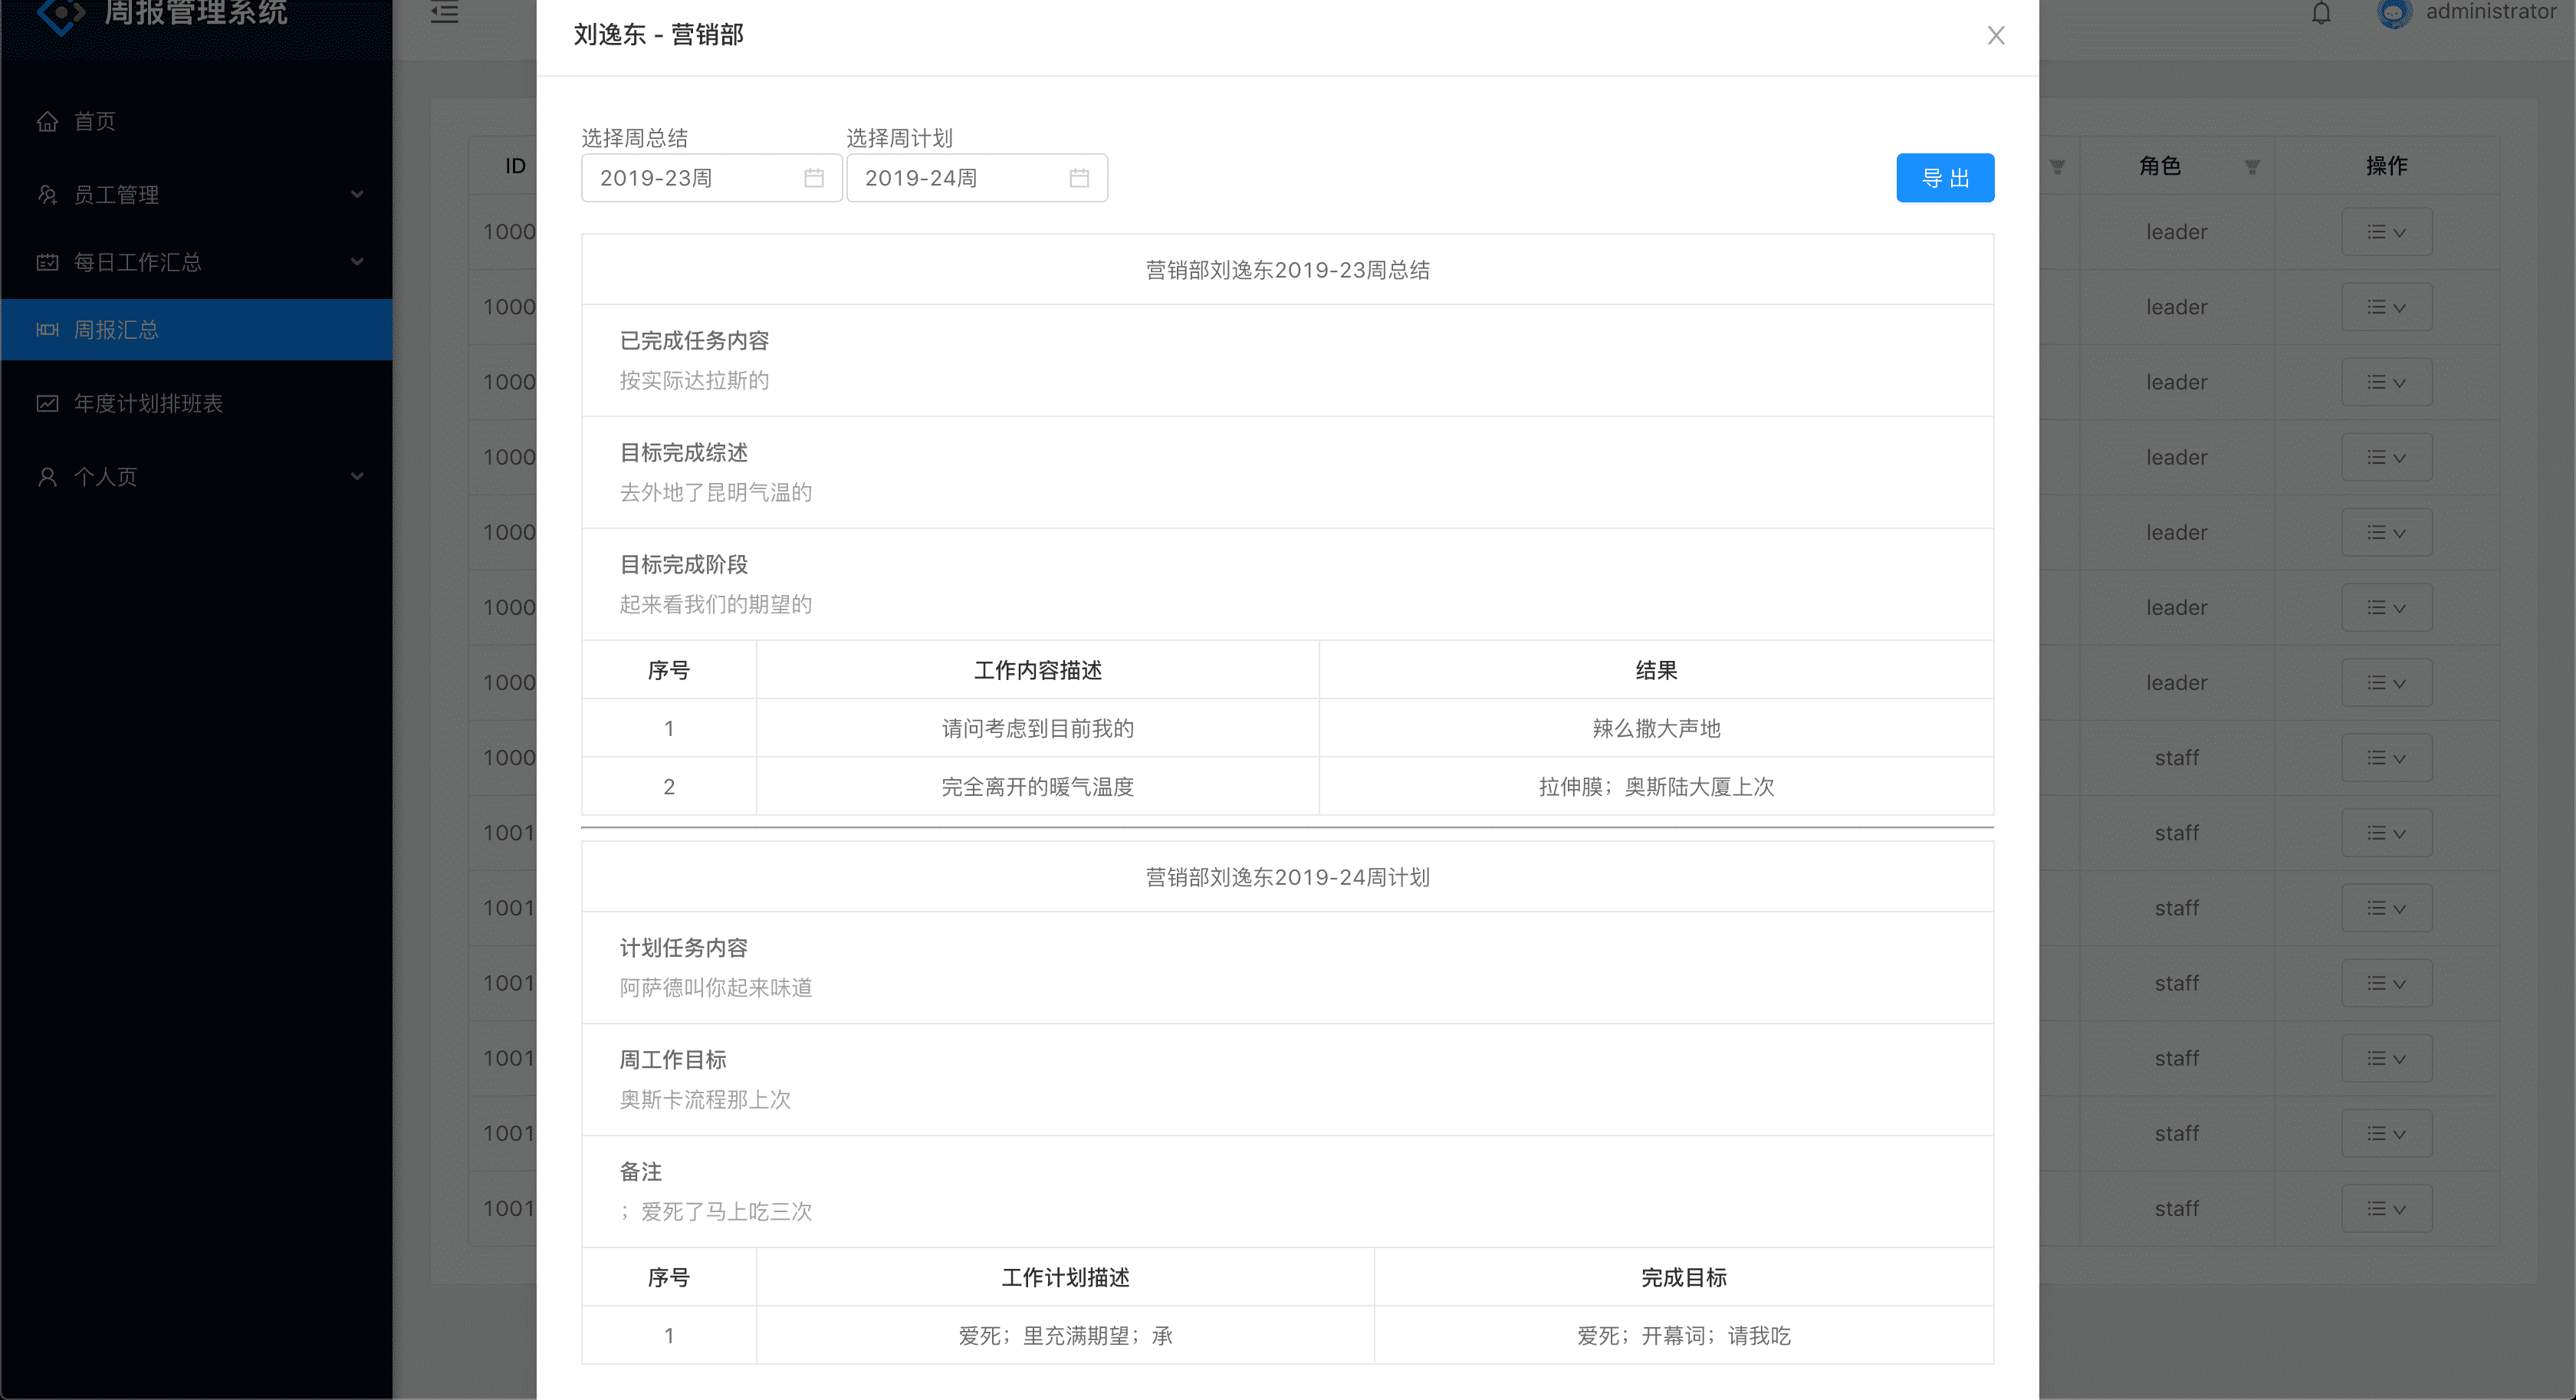 周报管理系统
administrator
首页
员工管理
每日工作汇总
周报汇总
年度计划排班表
个人页
刘逸东 - 营销部
选择周总结 选择周计划
2019-23周 2019-24周 导出
营销部刘逸东2019-23周总结
已完成任务内容
按实际达拉斯的
目标完成综述
去外地了昆明气温的
目标完成阶段
起来看我们的期望的
序号 工作内容描述 结果
1 请问考虑到目前我的 辣么撒大声地
2 完全离开的暖气温度 拉伸膜；奥斯陆大厦上次
营销部刘逸东2019-24周计划
计划任务内容
阿萨德叫你起来味道
周工作目标
奥斯卡流程那上次
备注
；爱死了马上吃三次
序号 工作计划描述 完成目标
1 爱死；里充满期望；承 爱死；开幕词；请我吃
ID 角色 操作
1000 leader
1000 leader
1000 leader
1000 leader
1000 leader
1000 leader
1000 leader
1000 staff
1001 staff
1001 staff
1001 staff
1001 staff
1001 staff
1001 staff